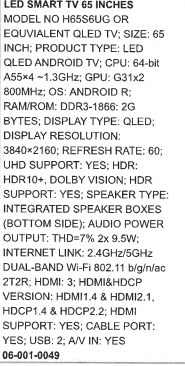 LED SMART TV 65 INCHES
MODEL NO H65S6UG OR
EQUVIALENT QLED TV; SIZE: 65
INCH; PRODUCT TYPE: LED
QLED ANDROID TV; CPU: 64-bit
A55×4 ~1.3GHz; GPU: G31x2
800MHz; OS: ANDROID R;
RAM/ROM: DDR3-1866: 2G
BYTES; DISPLAY TYPE: QLED;
DISPLAY RESOLUTION:
3840×2160; REFRESH RATE: 60;
UHD SUPPORT: YES; HDR:
HDR10+, DOLBY VISION; HDR
SUPPORT: YES; SPEAKER TYPE:
INTEGRATED SPEAKER BOXES
(BOTTOM SIDE); AUDIO POWER
OUTPUT: THD=7% 2x 9.5W;
INTERNET LINK: 2.4GHz/5GHz
DUAL-BAND Wi-Fi 802.11 b/g/n/ac
2T2R; HDMI: 3; HDMI&HDCP
VERSION: HDMI1.4 & HDMI2.1,
HDCP1.4 & HDCP2.2; HDMI
SUPPORT: YES; CABLE PORT:
YES; USB: 2; A/V IN: YES
06-001-0049